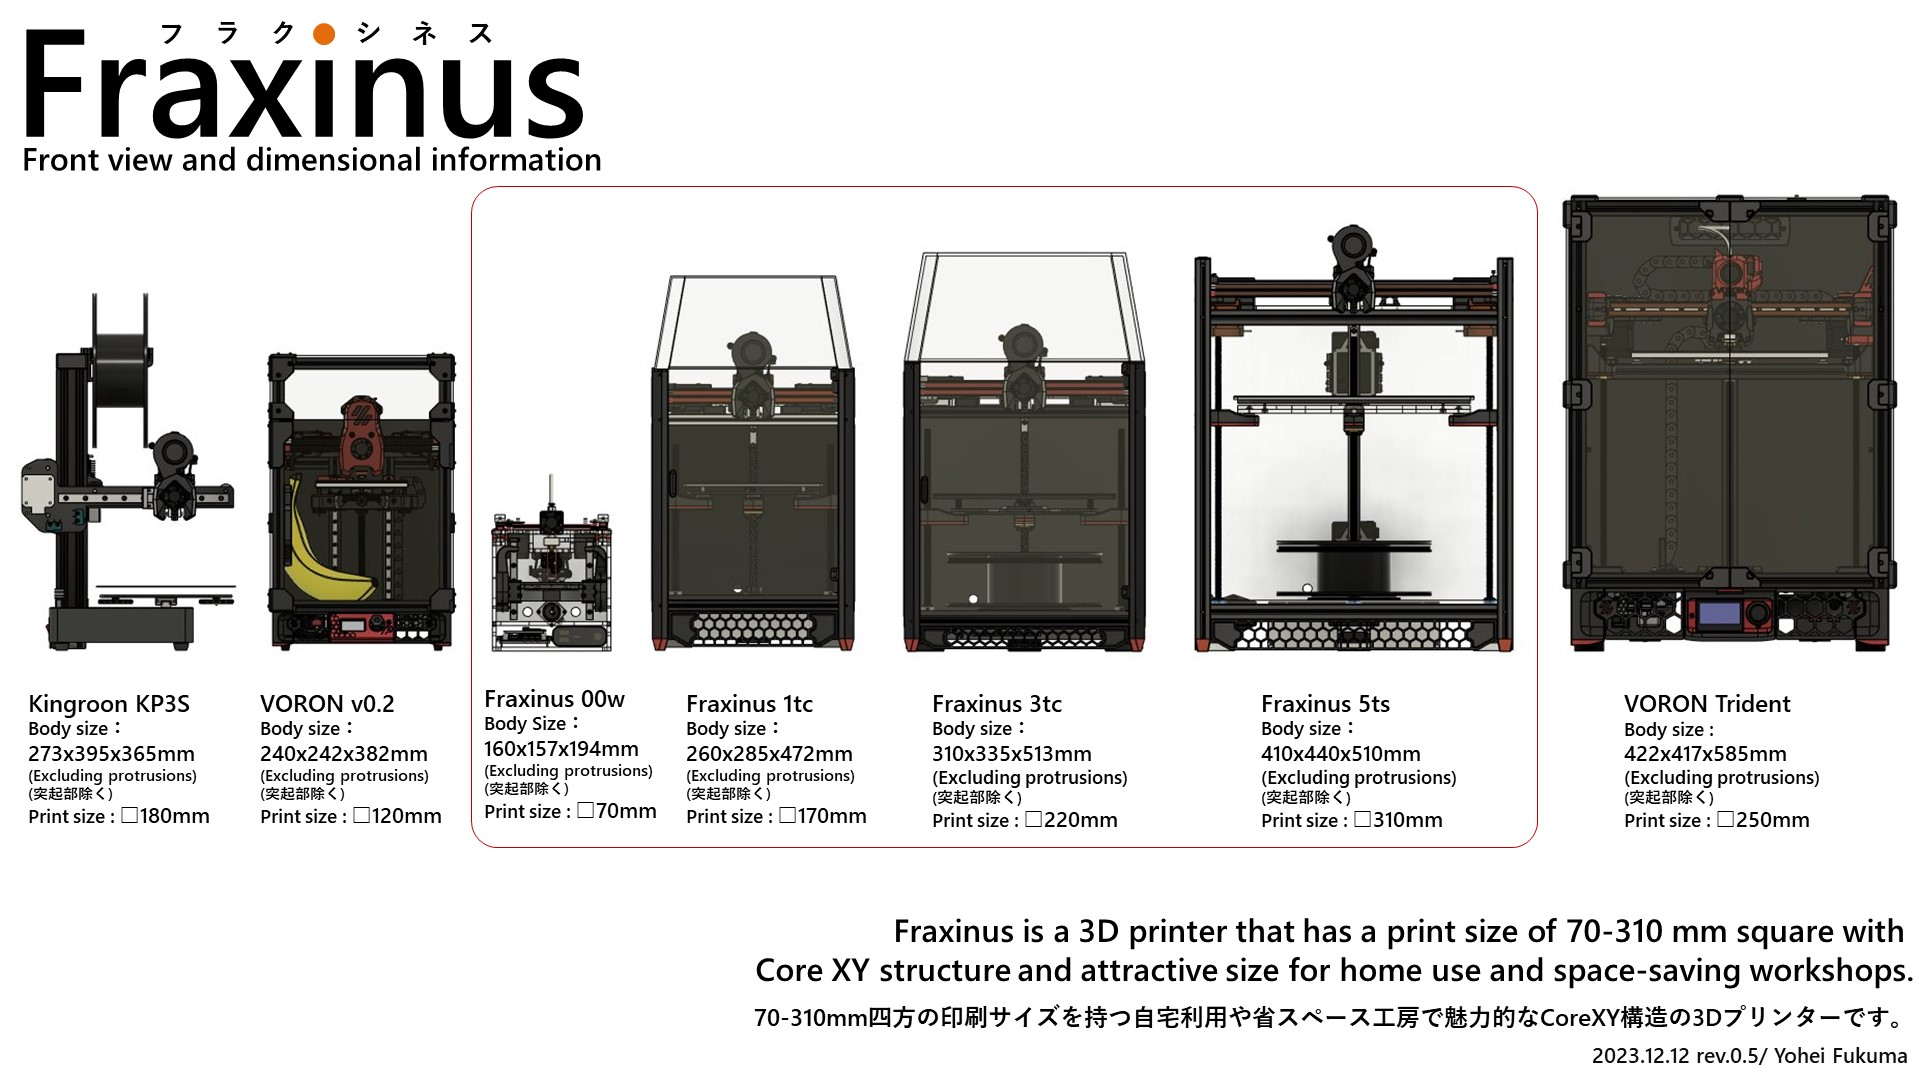 フラク●シネス
Fraxinus
Front view and dimensional information
Kingroon KP3S
Body size：
273x395x365mm
(Excluding protrusions)
(突起部除く)
Print size : □180mm
VORON v0.2
Body size：
240x242x382mm
(Excluding protrusions)
(突起部除く)
Print size : □120mm
Fraxinus 00w
Body Size：
160x157x194mm
(Excluding protrusions)
(突起部除く)
Print size : □70mm
Fraxinus 1tc
Body size：
260x285x472mm
(Excluding protrusions)
(突起部除く)
Print size : □170mm
Fraxinus 3tc
Body size：
310x335x513mm
(Excluding protrusions)
(突起部除く)
Print size : □220mm
Fraxinus 5ts
Body size：
410x440x510mm
(Excluding protrusions)
(突起部除く)
Print size : □310mm
VORON Trident
Body size :
422x417x585mm
(Excluding protrusions)
(突起部除く)
Print size : □250mm
Fraxinus is a 3D printer that has a print size of 70-310 mm square with
Core XY structure and attractive size for home use and space-saving workshops.
70-310mm四方の印刷サイズを持つ自宅利用や省スペース工房で魅力的なCoreXY構造の3Dプリンターです。
2023.12.12 rev.0.5/ Yohei Fukuma